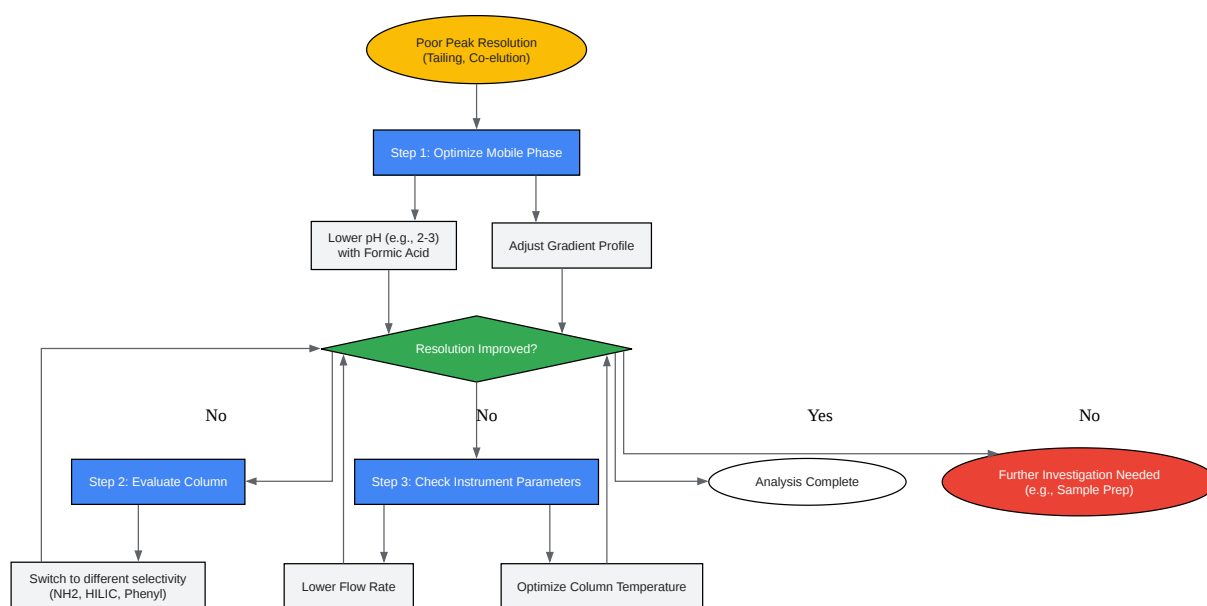 Poor Peak Resolution
(Tailing, Co-elution)
Step 1: Optimize Mobile Phase
Lower pH (e.g., 2-3)
with Formic Acid
Adjust Gradient Profile
Resolution Improved?
No
No
Yes
No
Step 2: Evaluate Column
Step 3: Check Instrument Parameters
Analysis Complete
Further Investigation Needed
(e.g., Sample Prep)
Switch to different selectivity
(NH2, HILIC, Phenyl)
Lower Flow Rate
Optimize Column Temperature